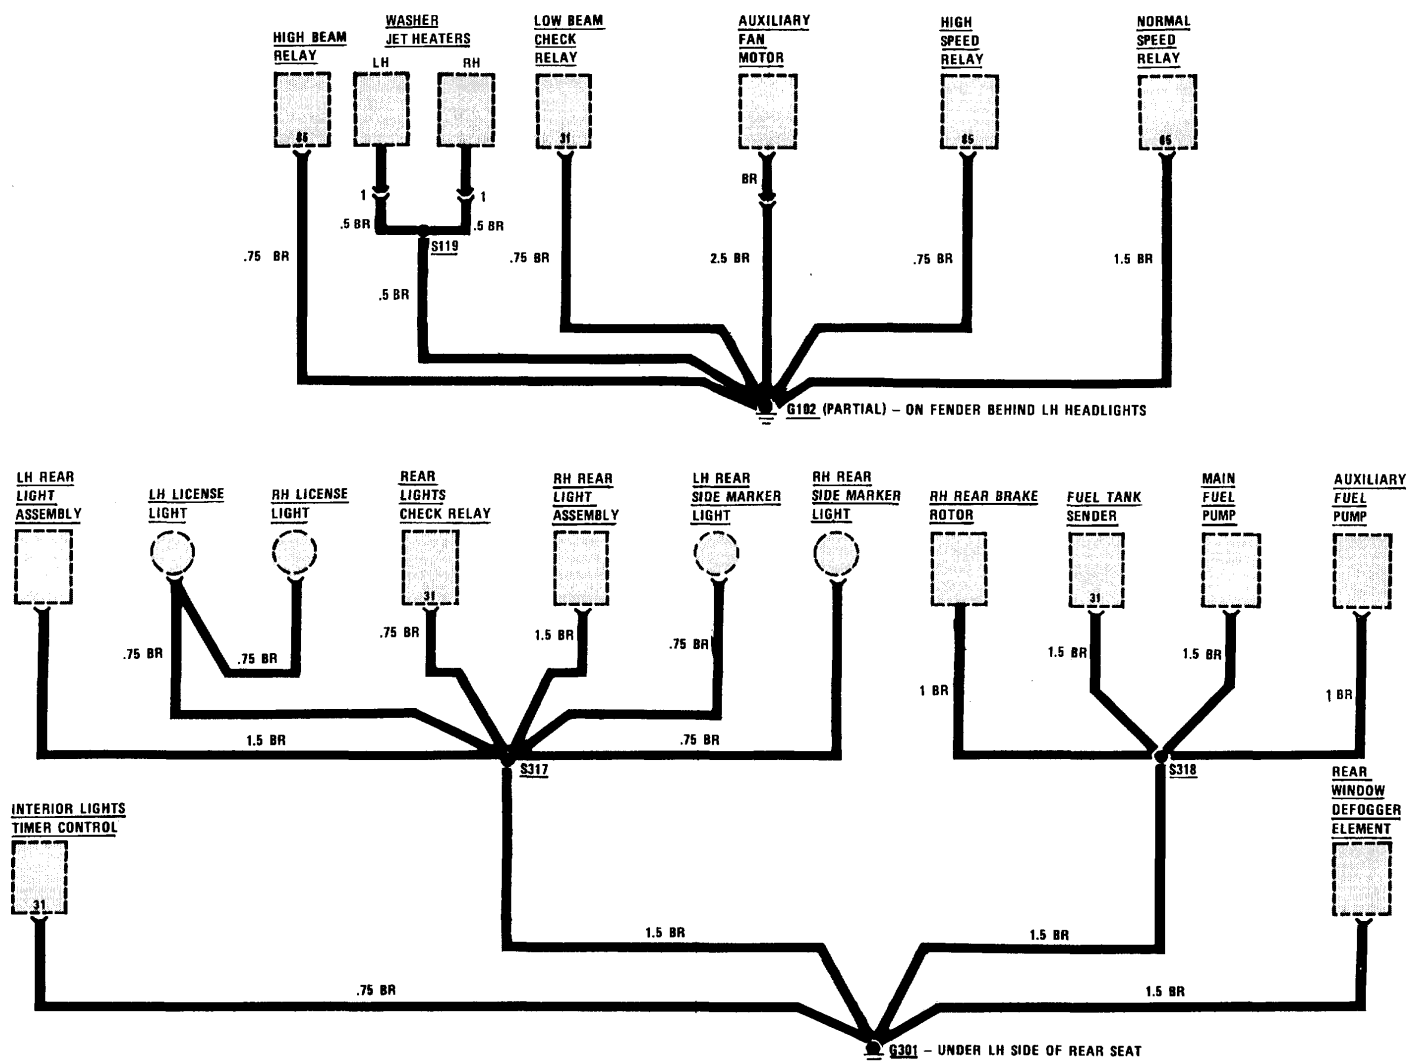 HIGH BEAM
RELAY
WASHER
JET HEATERS
LH
RH
LOW BEAM
CHECK
RELAY
AUXILIARY
FAN
MOTOR
HIGH
SPEED
RELAY
NORMAL
SPEED
RELAY
31
85
85
BR
1
1
.5 BR
.5 BR
S119
.75 BR
.75 BR
2.5 BR
.75 BR
1.5 BR
.5 BR
G102 (PARTIAL) – ON FENDER BEHIND LH HEADLIGHTS
LH REAR
LIGHT
ASSEMBLY
LH LICENSE
LIGHT
RH LICENSE
LIGHT
REAR
LIGHTS
CHECK RELAY
RH REAR
LIGHT
ASSEMBLY
LH REAR
SIDE MARKER
LIGHT
RH REAR
SIDE MARKER
LIGHT
RH REAR BRAKE
ROTOR
FUEL TANK
SENDER
MAIN
FUEL
PUMP
AUXILIARY
FUEL
PUMP
31
31
.75 BR
.75 BR
.75 BR
1.5 BR
.75 BR
1 BR
1.5 BR
1.5 BR
1 BR
1.5 BR
.75 BR
S317
S318
INTERIOR LIGHTS
TIMER CONTROL
REAR
WINDOW
DEFOGGER
ELEMENT
31
1.5 BR
1.5 BR
.75 BR
1.5 BR
G301 – UNDER LH SIDE OF REAR SEAT